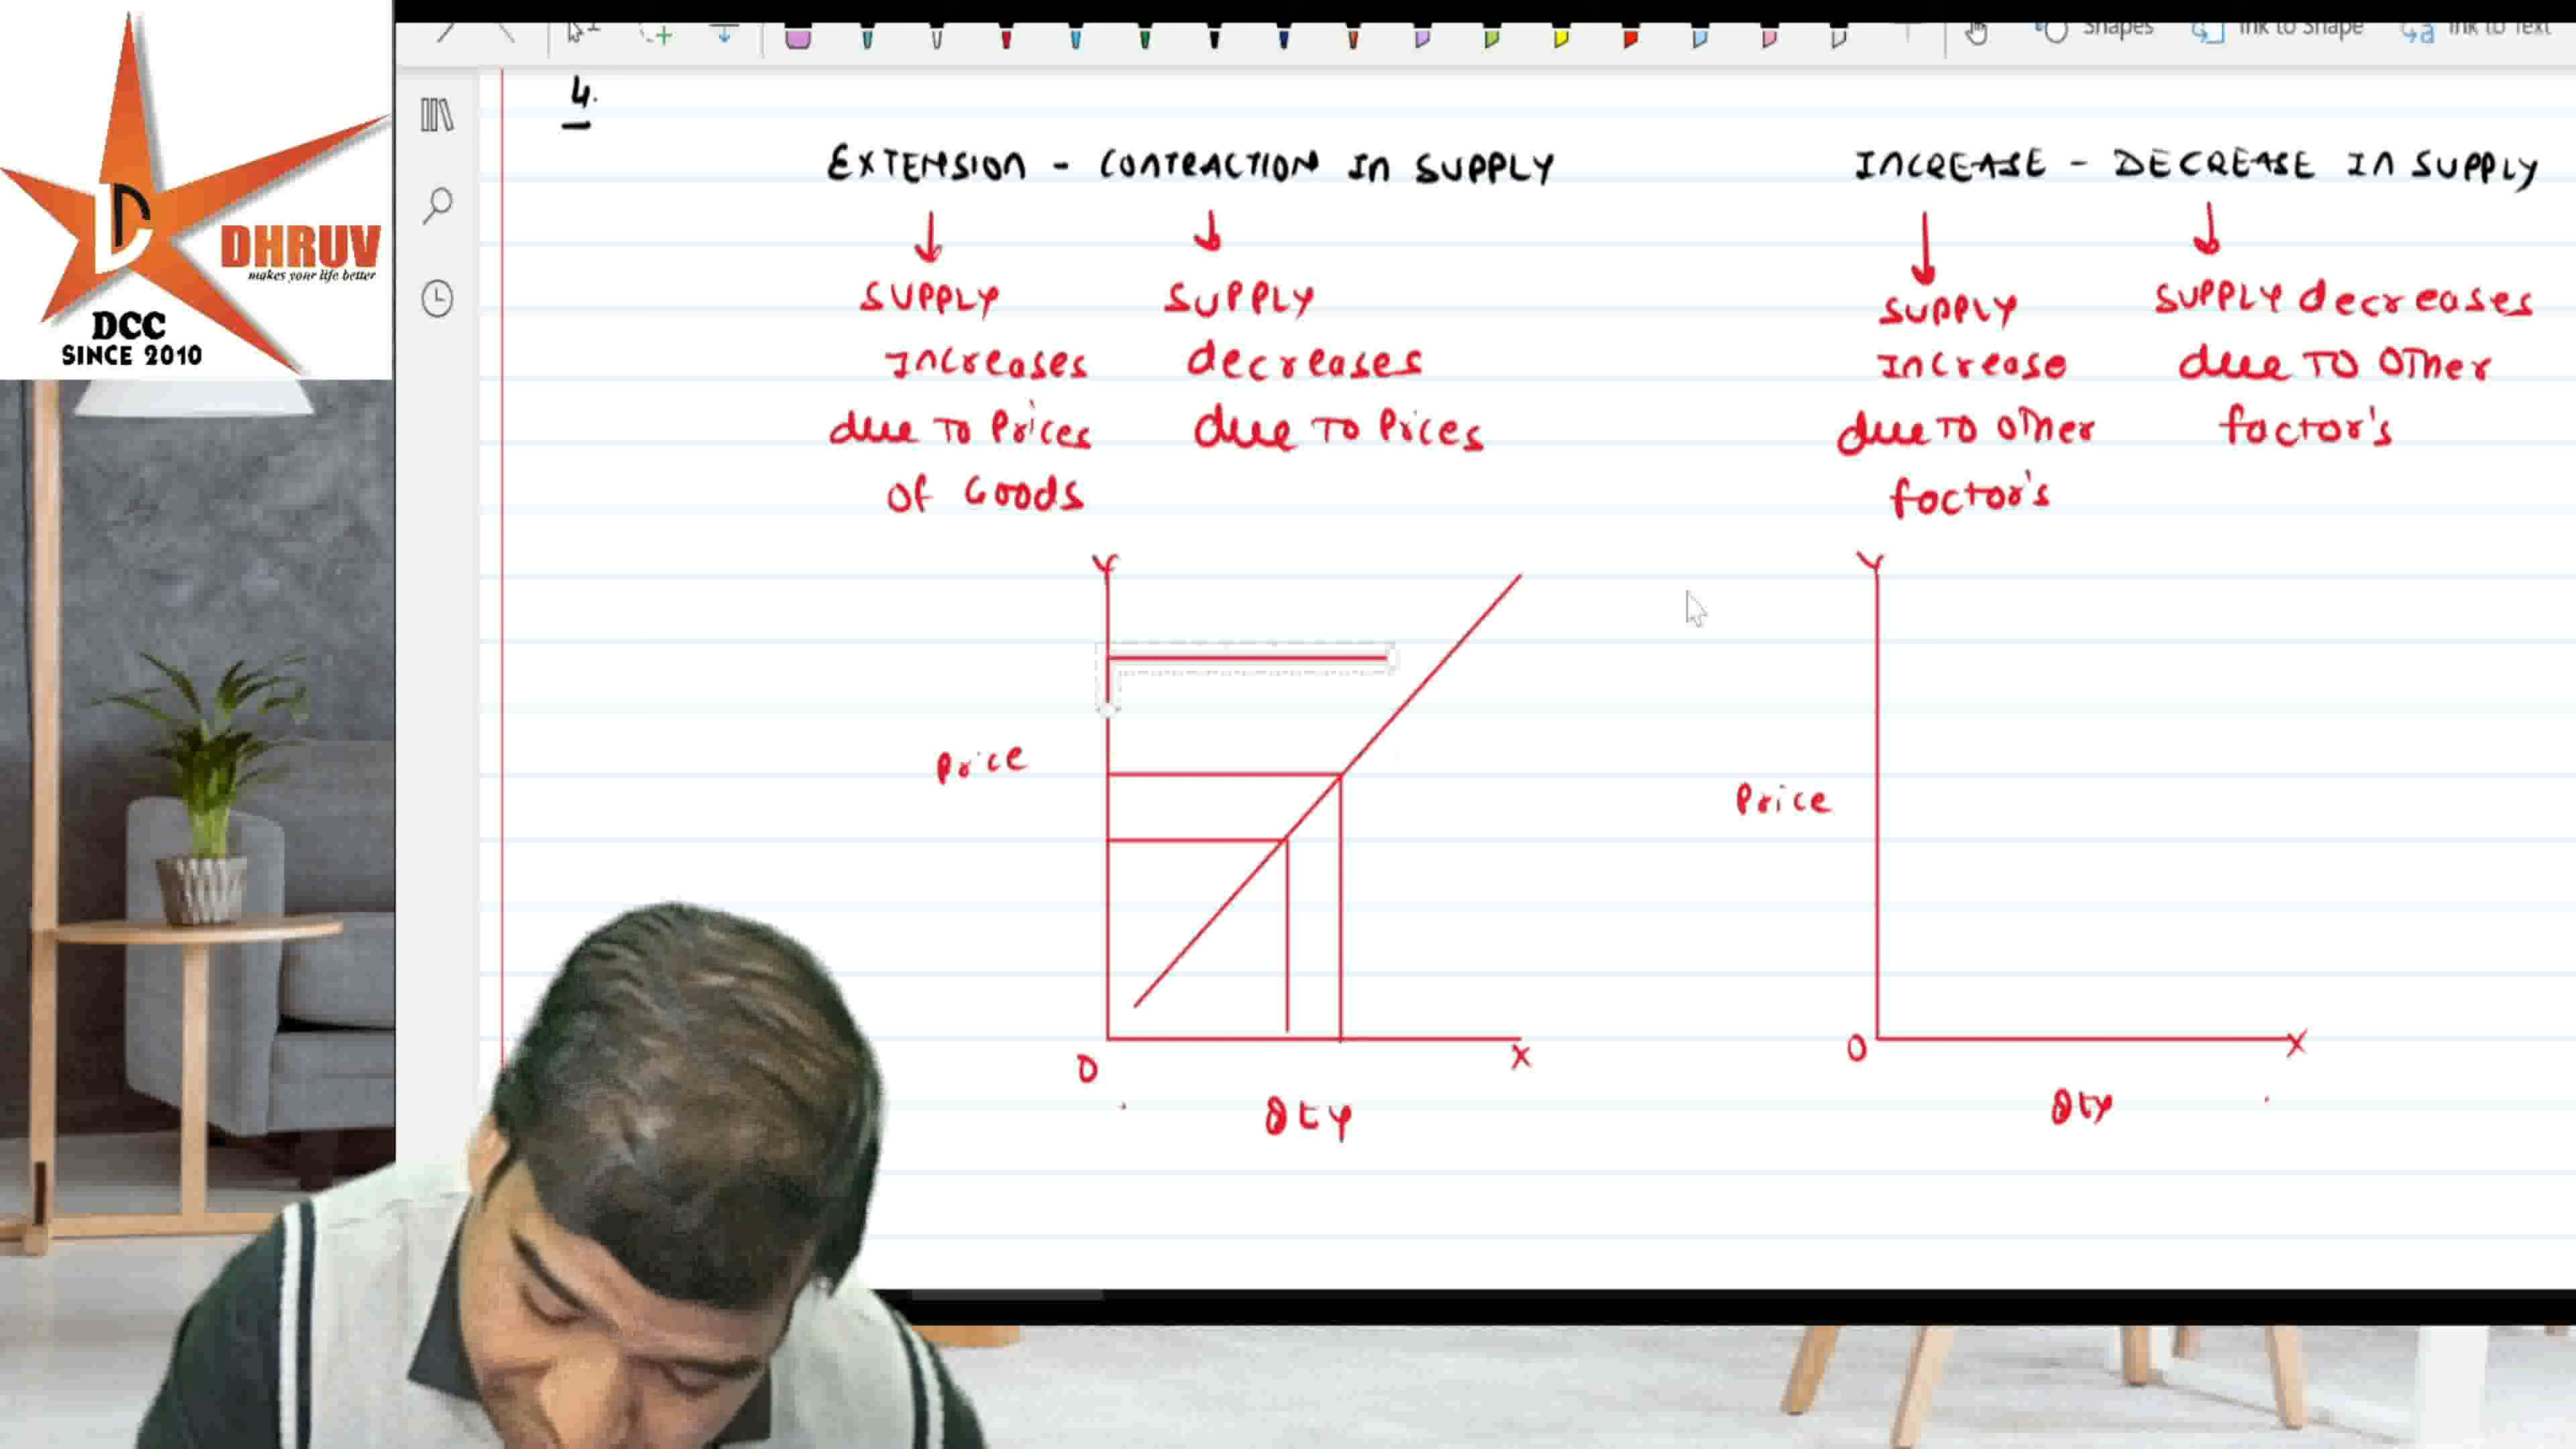 DHRUV
makes your life better
DCC
SINCE 2010
Shapes
Ink to Shape
Ink to Text
4.
EXTENSION - CONTRACTION IN SUPPLY
SUPPLY
Increases
due TO Prices
OF GOODS
SUPPLY
decreases
due TO Prices
Y
Price
O
X
Qty
INCREASE - DECREASE IN SUPPLY
SUPPLY
Increase
due TO OTher
factor's
SUPPLY decreases
due TO OTher
factor's
Y
Price
O
X
Qty